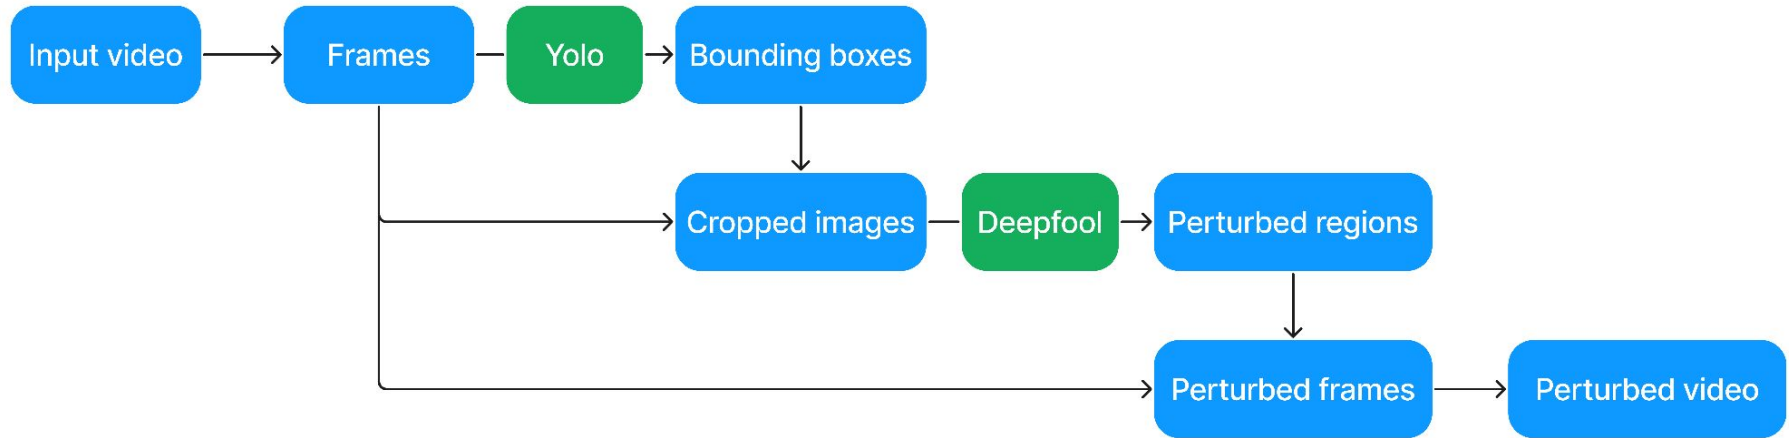 Input video
Frames
Yolo
Bounding boxes
Cropped images
Deepfool
Perturbed regions
Perturbed frames
Perturbed video